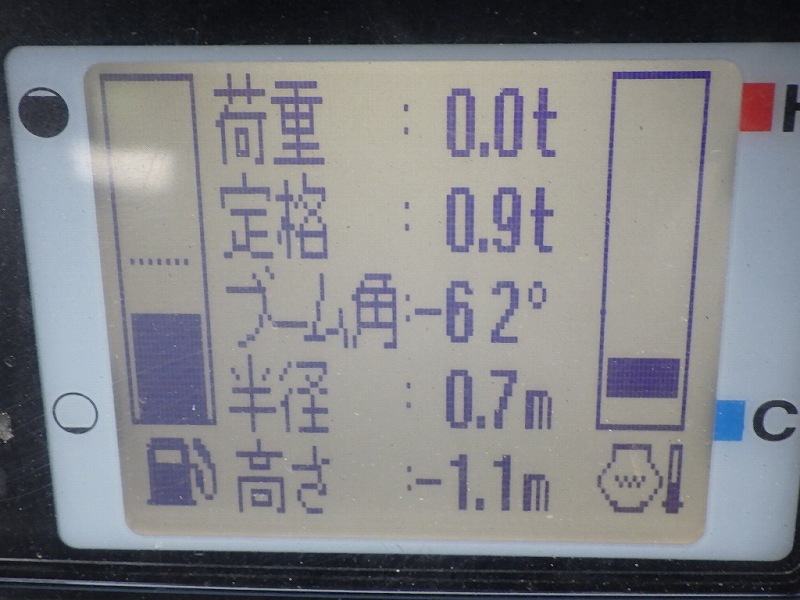 荷重 : 0.0t
定格 : 0.9t
ブーム角:-62°
半径 : 0.7m
高さ :-1.1m
H
C